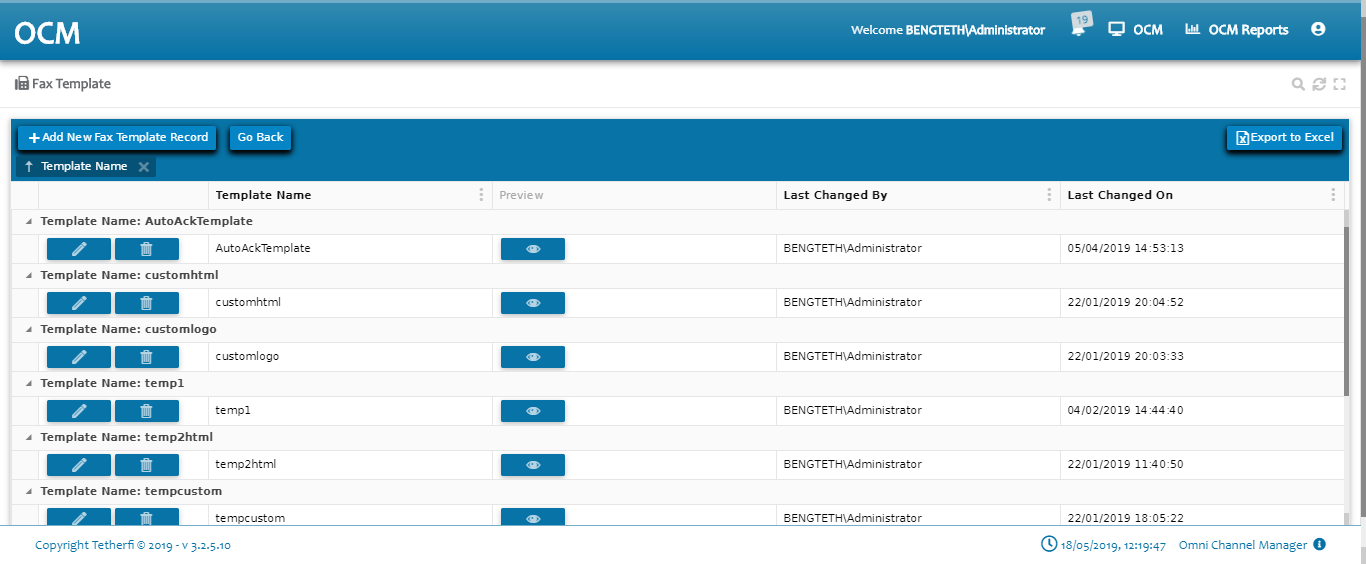 OCM
Welcome BENGTETH\Administrator 19 OCM OCM Reports
Fax Template
Add New Fax Template Record Go Back Export to Excel
Template Name
Template Name Preview Last Changed By Last Changed On
Template Name: AutoAckTemplate
AutoAckTemplate BENGTETH\Administrator 05/04/2019 14:53:13
Template Name: customhtml
customhtml BENGTETH\Administrator 22/01/2019 20:04:52
Template Name: customlogo
customlogo BENGTETH\Administrator 22/01/2019 20:03:33
Template Name: temp1
temp1 BENGTETH\Administrator 04/02/2019 14:44:40
Template Name: temp2html
temp2html BENGTETH\Administrator 22/01/2019 11:40:50
Template Name: tempcustom
tempcustom BENGTETH\Administrator 22/01/2019 18:05:22
Copyright Tetherfi © 2019 - v 3.2.5.10 18/05/2019, 12:19:47 Omni Channel Manager